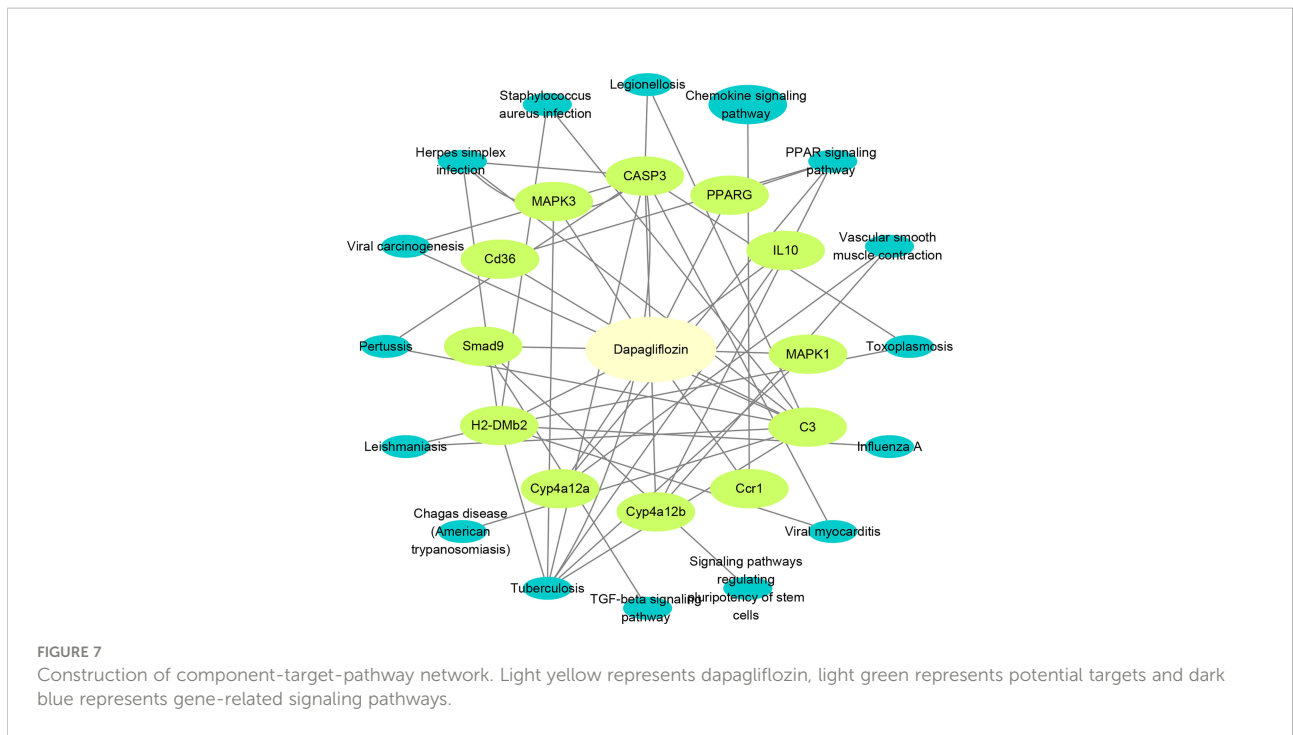 Legionellosis
Staphylococcus
aureus infection
Chemokine signaling
pathway
Herpes simplex
infection
PPAR signaling
pathway
CASP3
PPARG
MAPK3
Viral carcinogenesis
Cd36
IL10
Vascular smooth
muscle contraction
Pertussis
Smad9
Dapagliflozin
MAPK1
Toxoplasmosis
Leishmaniasis
H2-DMb2
C3
Influenza A
Cyp4a12a
Cyp4a12b
Ccr1
Chagas disease
(American
trypanosomiasis)
Viral myocarditis
Tuberculosis
TGF-beta signaling
pathway
Signaling pathways
regulating
pluripotency of stem
cells
FIGURE 7
Construction of component-target-pathway network. Light yellow represents dapagliflozin, light green represents potential targets and dark
blue represents gene-related signaling pathways.